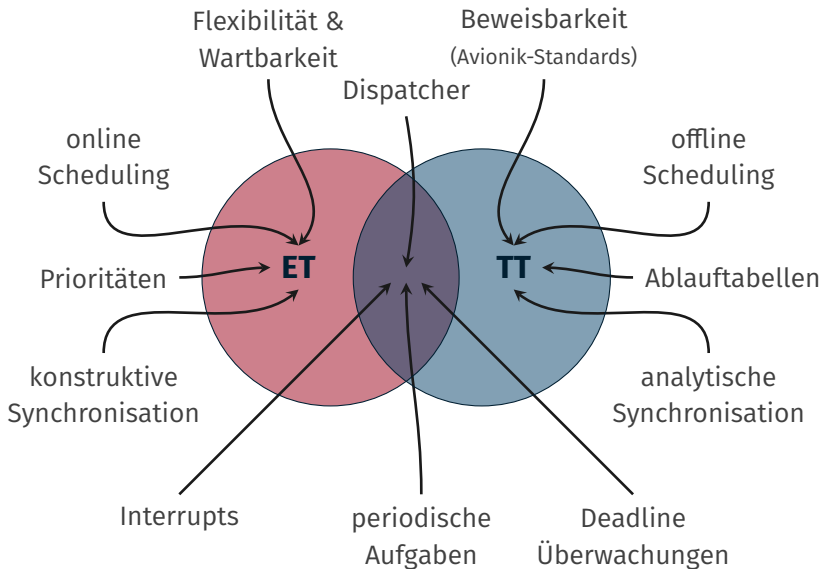 Flexibilität &
Wartbarkeit
Beweisbarkeit
(Avionik-Standards)
Dispatcher
online
Scheduling
offline
Scheduling
Prioritäten
ET
TT
Ablauftabellen
konstruktive
Synchronisation
analytische
Synchronisation
Interrupts
periodische
Aufgaben
Deadline
Überwachungen